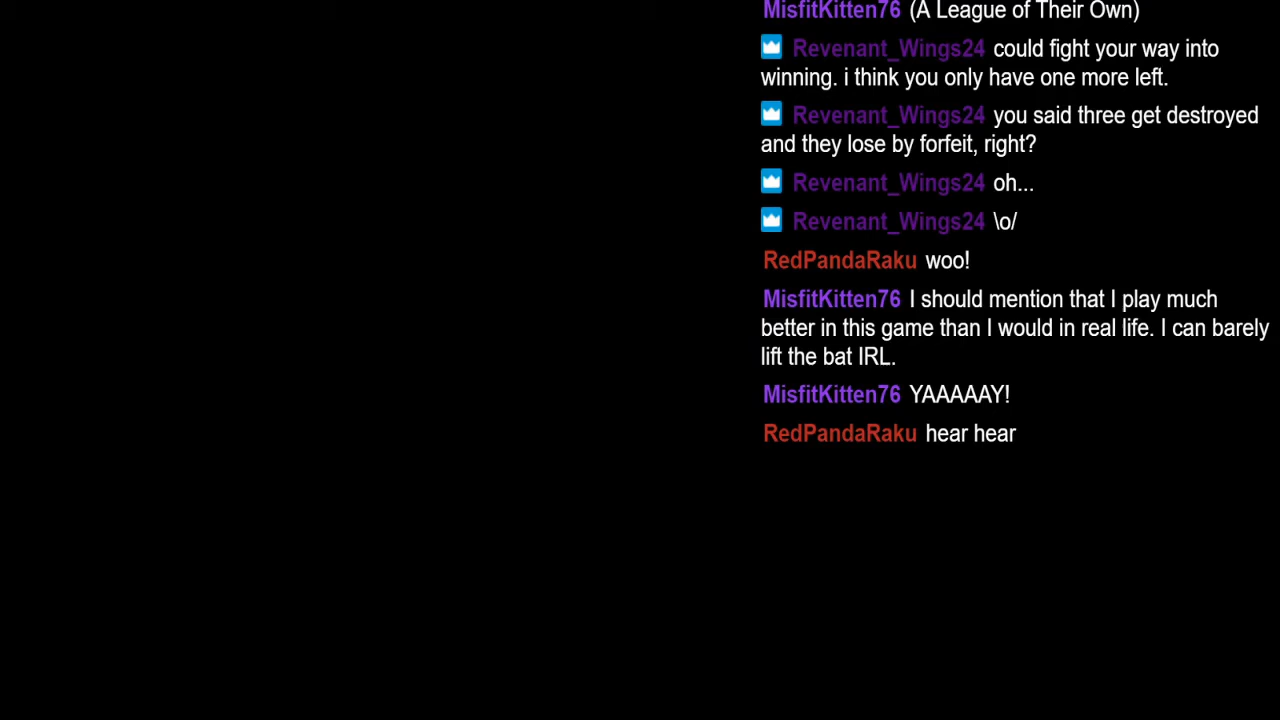 MisfitKitten76 (A League of Their Own)
Revenant_Wings24 could fight your way into
winning. i think you only have one more left.
Revenant_Wings24 you said three get destroyed
and they lose by forfeit, right?
Revenant_Wings24 oh...
Revenant_Wings24 \o/
RedPandaRaku woo!
MisfitKitten76 I should mention that I play much
better in this game than I would in real life. I can barely
lift the bat IRL.
MisfitKitten76 YAAAAAY!
RedPandaRaku hear hear